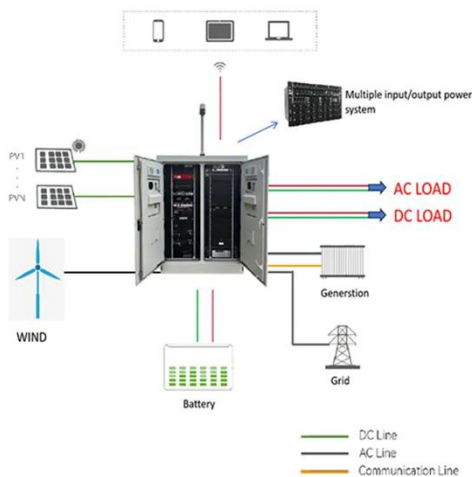 Multiple input/output power
system
PV1
PVN
AC LOAD
DC LOAD
WIND
Generstion
Grid
Battery
DC Line
AC Line
Communication Line